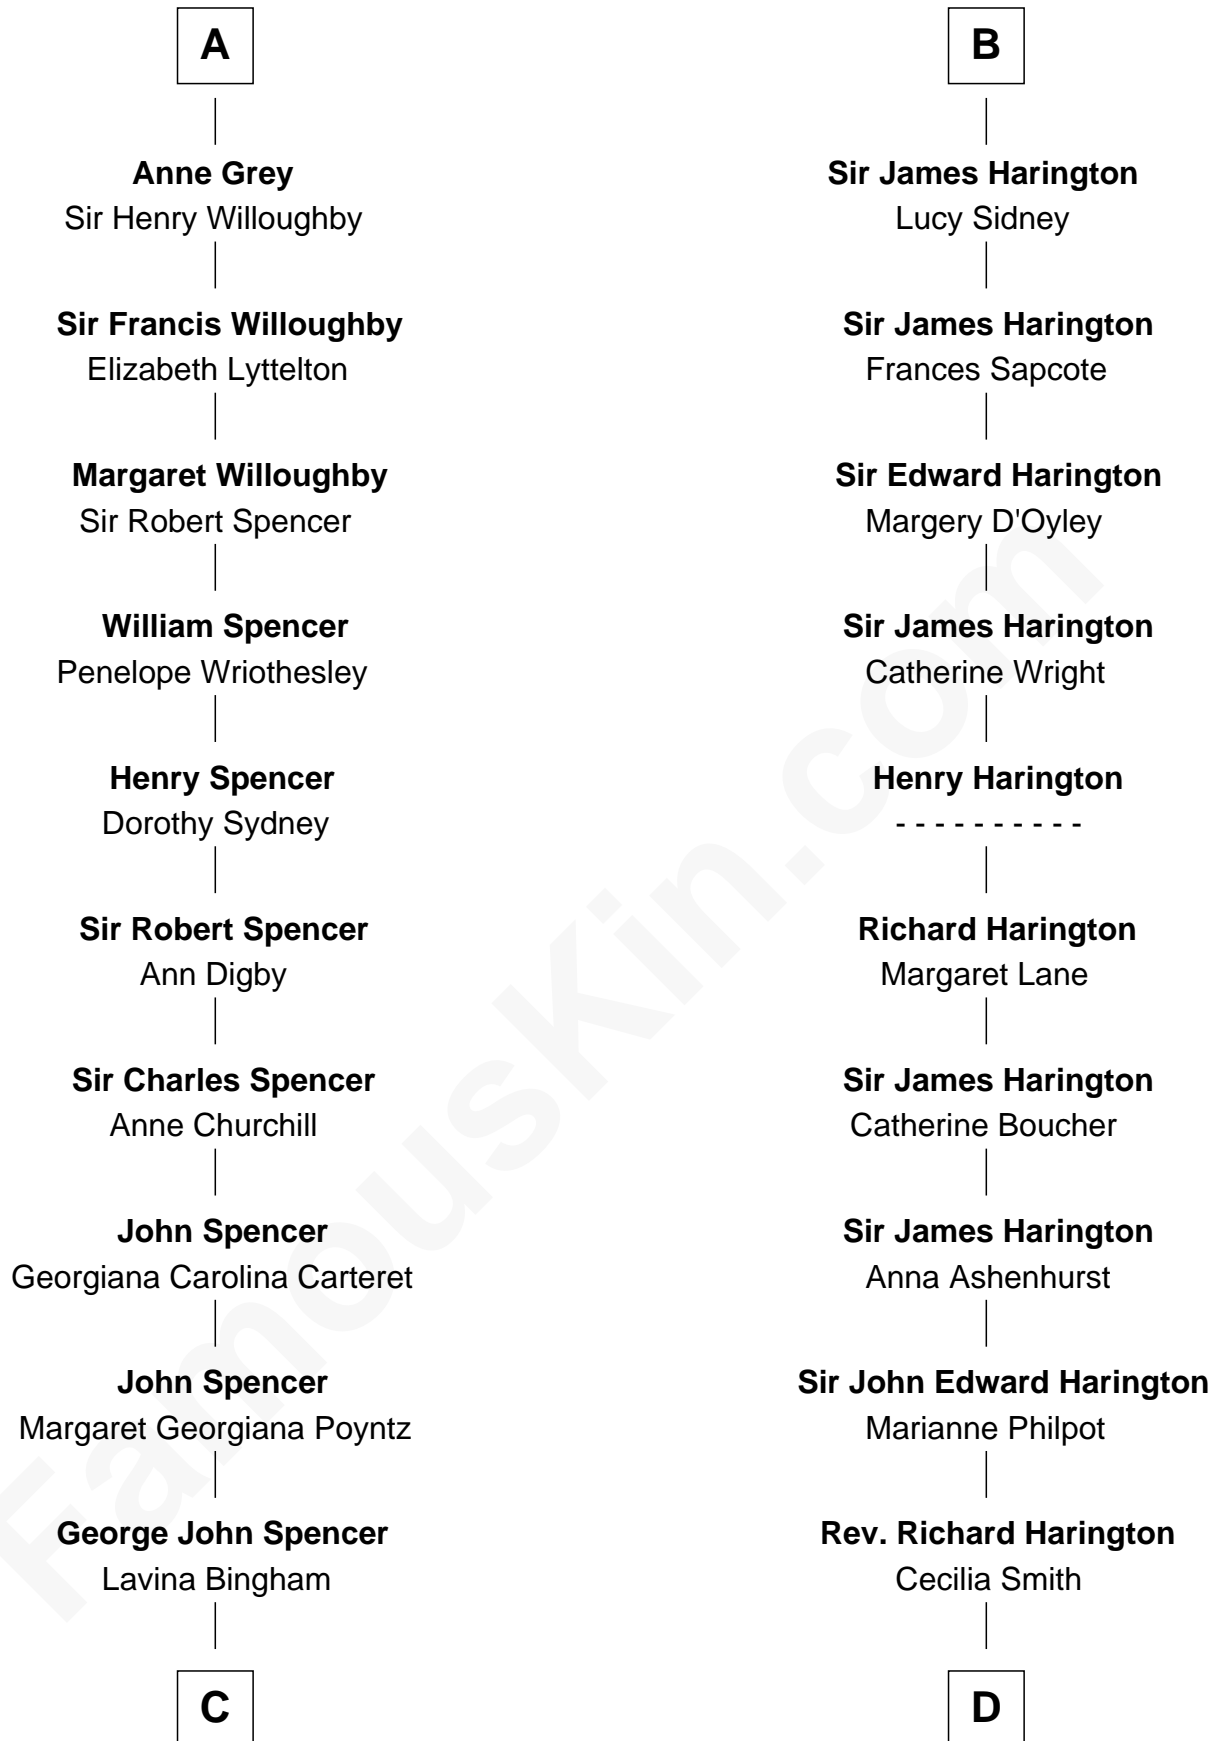 A
Anne Grey
Sir Henry Willoughby
Sir Francis Willoughby
Elizabeth Lyttelton
Margaret Willoughby
Sir Robert Spencer
William Spencer
Penelope Wriothesley
Henry Spencer
Dorothy Sydney
Sir Robert Spencer
Ann Digby
Sir Charles Spencer
Anne Churchill
John Spencer
Georgiana Carolina Carteret
John Spencer
Margaret Georgiana Poyntz
George John Spencer
Lavina Bingham
C
B
Sir James Harington
Lucy Sidney
Sir James Harington
Frances Sapcote
Sir Edward Harington
Margery D'Oyley
Sir James Harington
Catherine Wright
Henry Harington
- - - - - - - - - -
Richard Harington
Margaret Lane
Sir James Harington
Catherine Boucher
Sir James Harington
Anna Ashenhurst
Sir John Edward Harington
Marianne Philpot
Rev. Richard Harington
Cecilia Smith
D
FamousKin.com